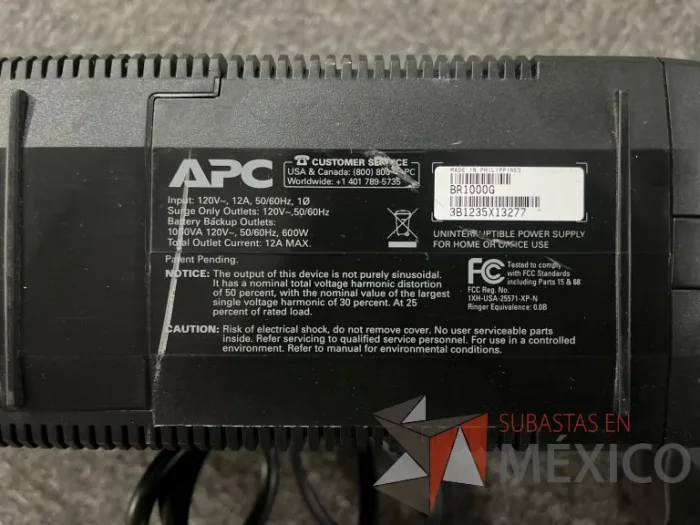 APC
CUSTOMER SERVICE
USA & Canada: (800) 800- PC
Worldwide: +1 401 789-5735
Input: 120V~, 12A, 50/60Hz, 1Ø
Surge Only Outlets: 120V~,50/60Hz
Battery Backup Outlets:
1000VA 120V~, 50/60Hz, 600W
Total Outlet Current: 12A MAX.
Patent Pending.
MADE IN PHILIPPINES
BR1000G
3B1235X13277
UNINTERRUPTIBLE POWER SUPPLY
FOR HOME OR OFFICE USE
NOTICE: The output of this device is not purely sinusoidal.
It has a nominal total voltage harmonic distortion
of 50 percent, with the nominal value of the largest
single voltage harmonic of 30 percent. At 25
percent of rated load.
FC Tested to comply
with FCC Standards
including Parts 15 & 68
FCC Reg. No.
1XH-USA-25571-XP-N
Ringer Equivalence: 0.0B
CAUTION: Risk of electrical shock, do not remove cover. No user serviceable parts
inside. Refer servicing to qualified service personnel. For use in a controlled
environment. Refer to manual for environmental conditions.
SUBASTAS EN
MÉXICO